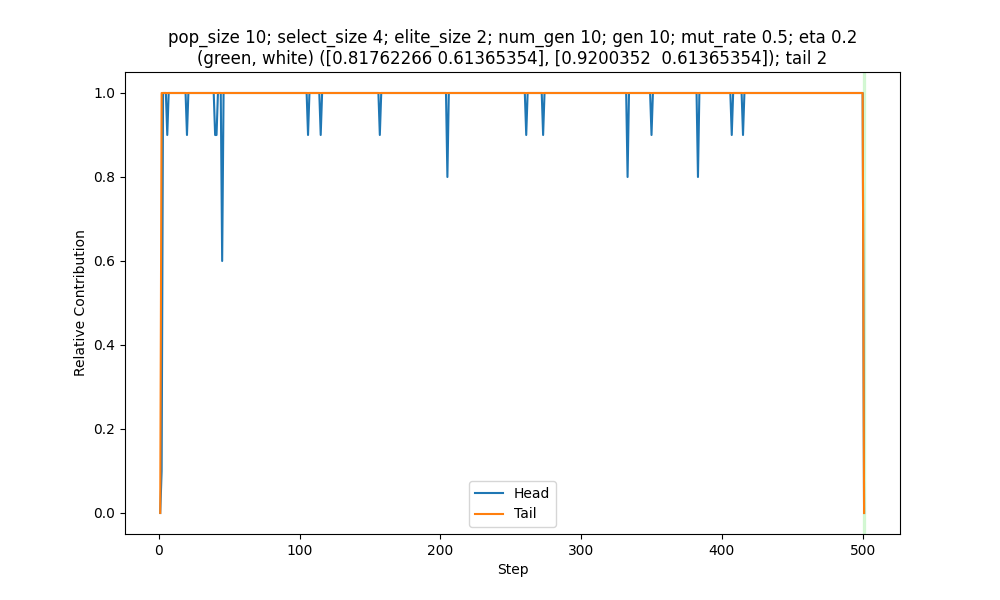 pop_size 10; select_size 4; elite_size 2; num_gen 10; gen 10; mut_rate 0.5; eta 0.2
(green, white) ([0.81762266 0.61365354], [0.9200352  0.61365354]); tail 2
1.0
0.8
0.6
0.4
0.2
0.0
Relative Contribution
Head
Tail
0
100
200
300
400
500
Step